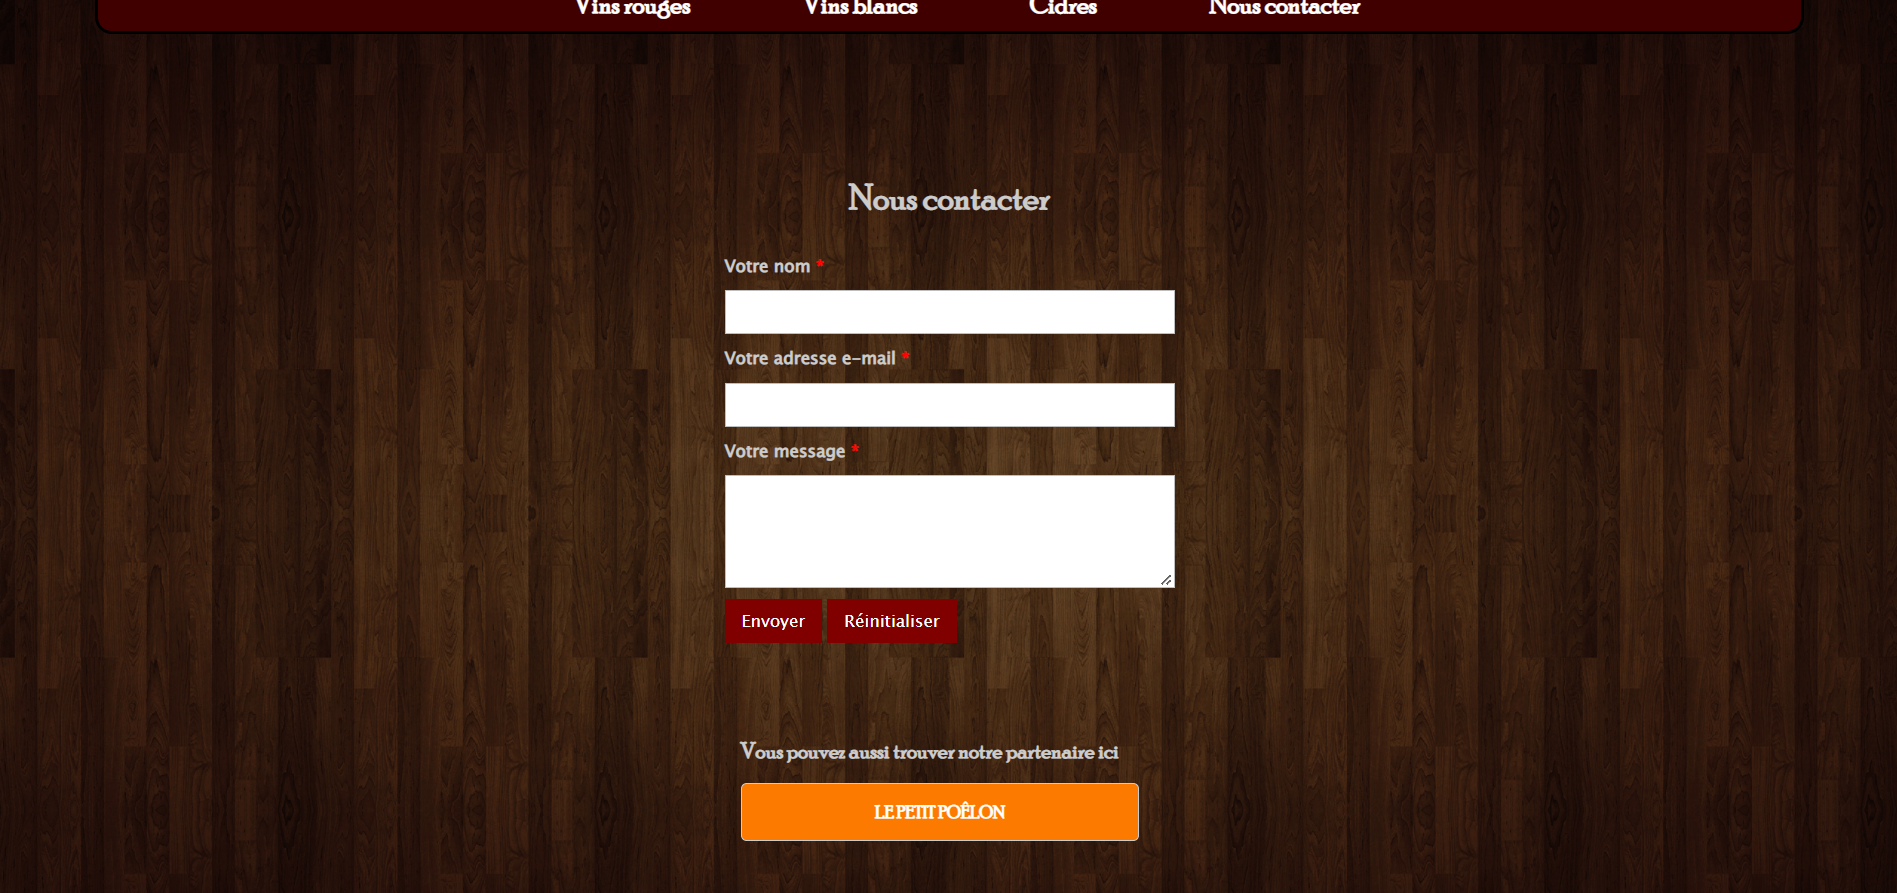 Vins rouges Vins blancs Cidres Nous contacter
Nous contacter
Votre nom *
Votre adresse e-mail *
Votre message *
Envoyer Réinitialiser
Vous pouvez aussi trouver notre partenaire ici
LE PETIT POÊLON